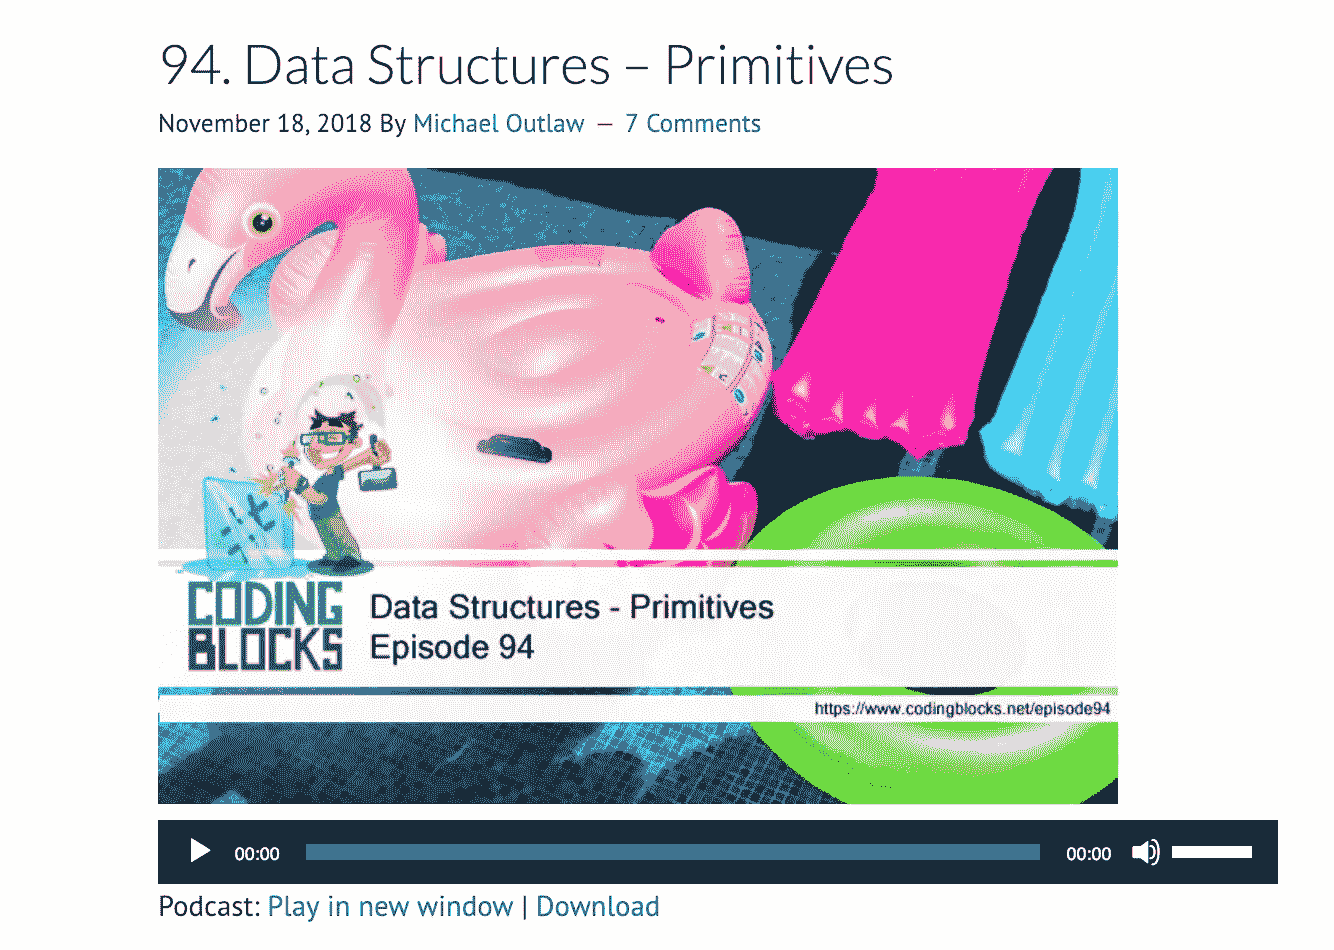 94. Data Structures – Primitives
November 18, 2018 By Michael Outlaw — 7 Comments
CODING
BLOCKS
Data Structures - Primitives
Episode 94
https://www.codingblocks.net/episode94
00:00 00:00
Podcast: Play in new window | Download